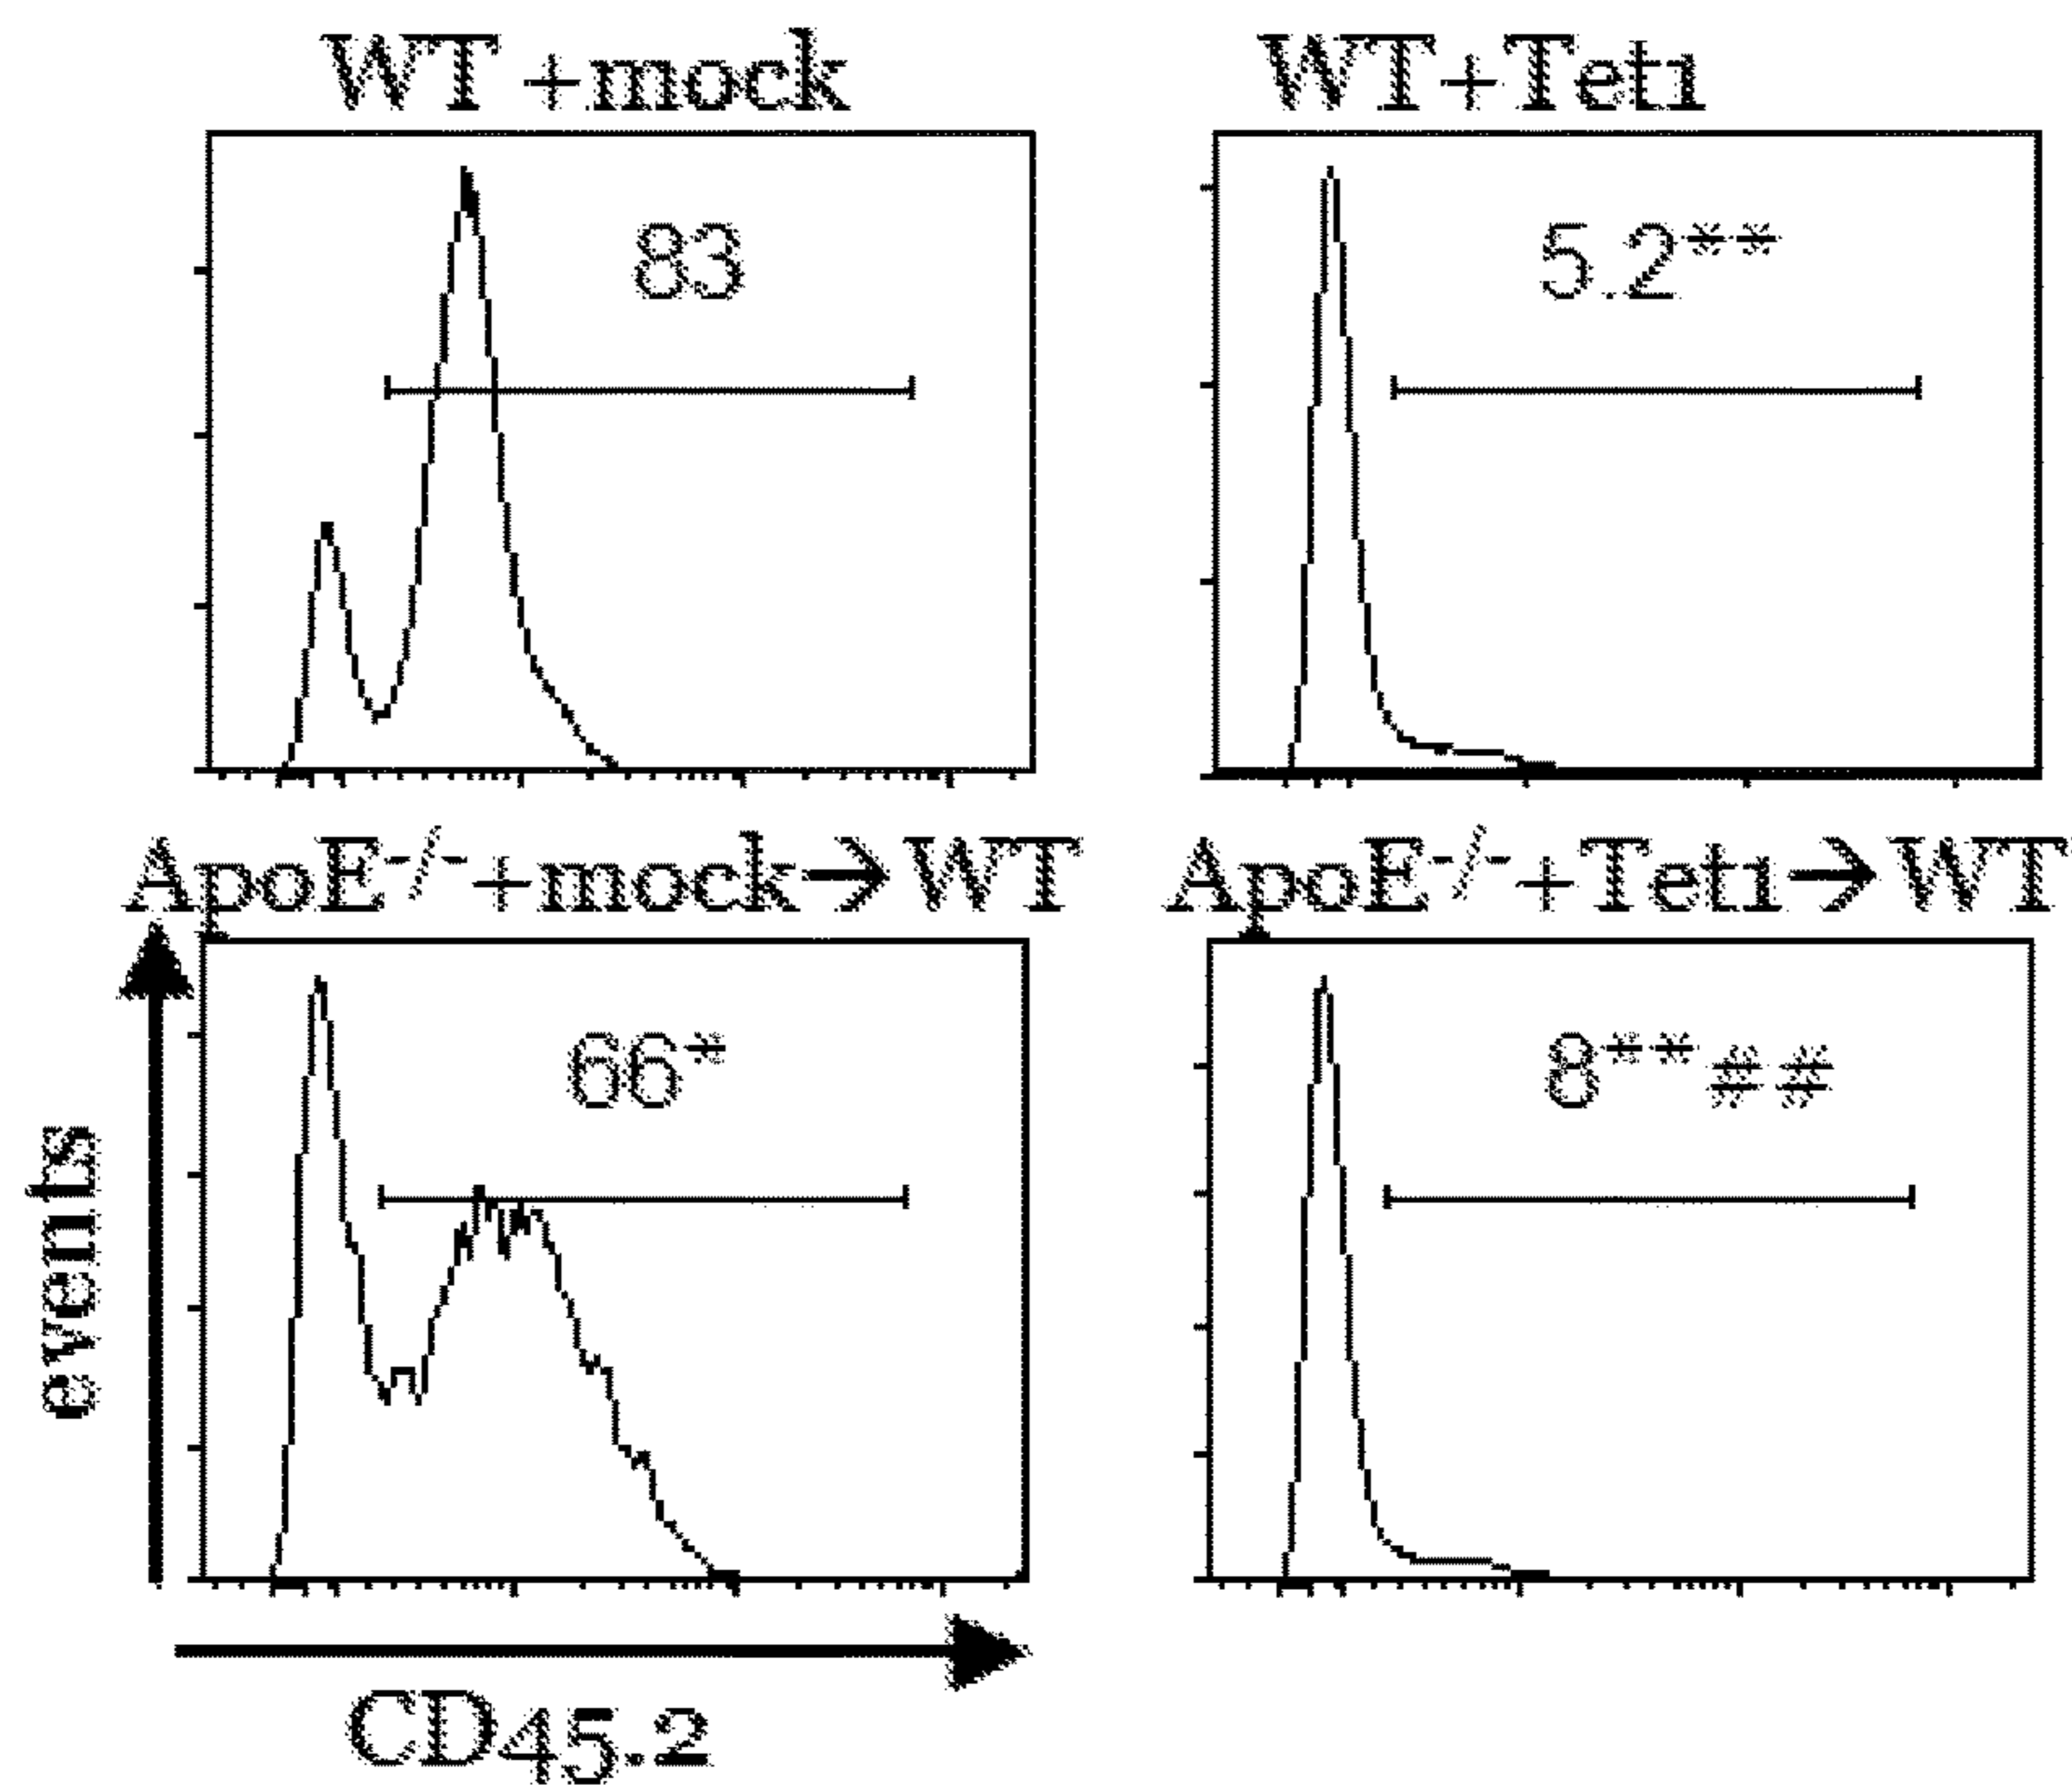 WT+mock
WT+Tet1
83
5.2**
ApoE-/-+mock→WT
ApoE-/-+Tet1→WT
66*
8**##
events
CD45.2